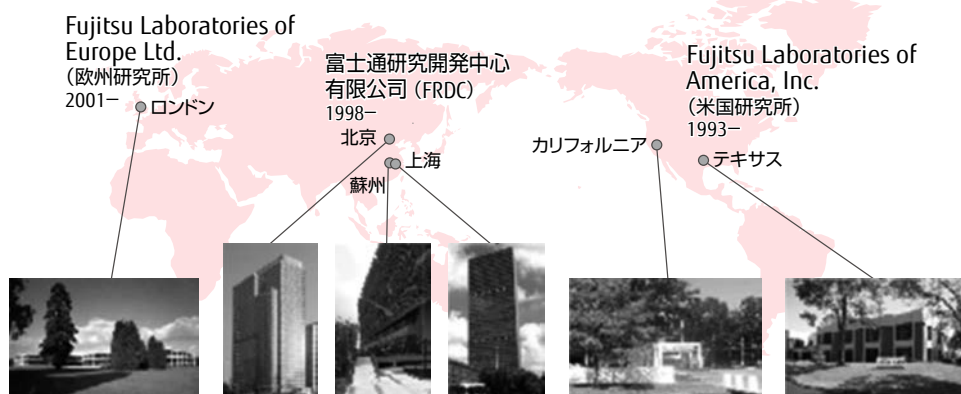 Fujitsu Laboratories of
Europe Ltd.
（欧州研究所）
2001−
ロンドン
富士通研究開発中心
有限公司（FRDC）
1998−
北京
上海
蘇州
Fujitsu Laboratories of
America, Inc.
（米国研究所）
1993−
カリフォルニア
テキサス